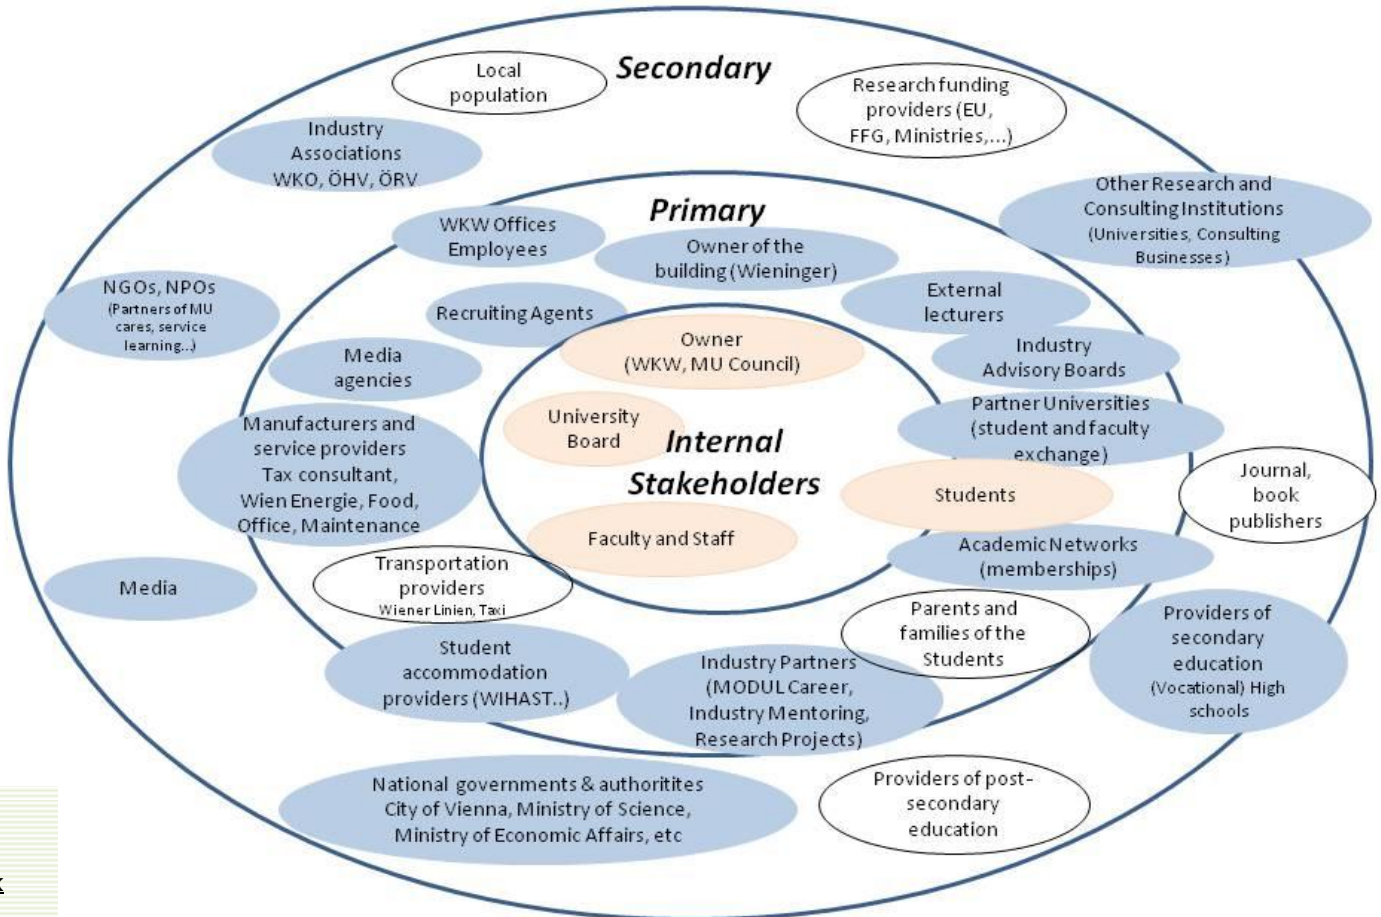 Secondary
Local
population
Research funding
providers (EU,
FFG, Ministries,...)
Industry
Associations
WKO, ÖHV, ÖRV
Other Research and
Consulting Institutions
(Universities, Consulting
Businesses)
Primary
WKW Offices
Employees
Owner of the
building (Wieninger)
NGOs, NPOs
(Partners of MU
cares, service
learning...)
External
lecturers
Recruiting Agents
Owner
(WKW, MU Council)
Industry
Advisory Boards
Media
agencies
Partner Universities
(student and faculty
exchange)
University
Board
Manufacturers and
service providers
Tax consultant,
Wien Energie, Food,
Office, Maintenance
Internal
Stakeholders
Students
Journal,
book
publishers
Faculty and Staff
Academic Networks
(memberships)
Transportation
providers
Wiener Linien, Taxi
Media
Parents and
families of the
Students
Providers of
secondary
education
(Vocational) High
schools
Student
accommodation
providers (WIHAST..)
Industry Partners
(MODUL Career,
Industry Mentoring,
Research Projects)
National governments & authoritites
City of Vienna, Ministry of Science,
Ministry of Economic Affairs, etc
Providers of post-
secondary
education